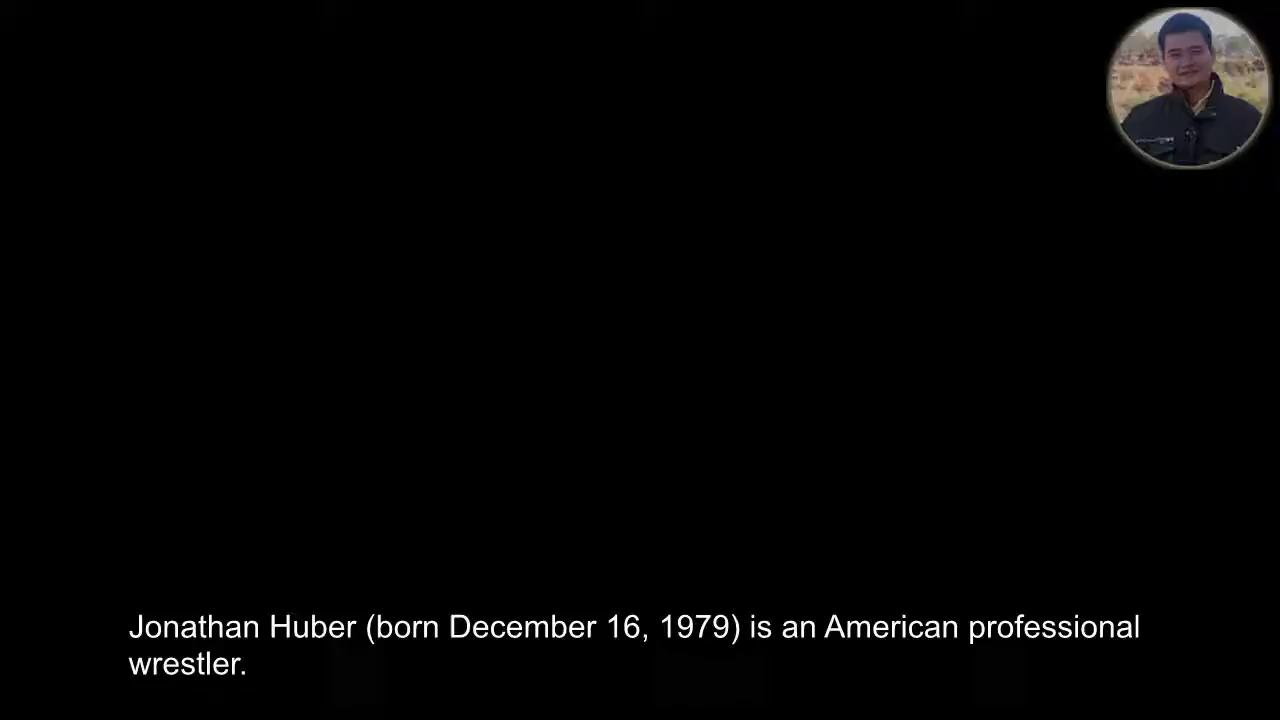 Jonathan Huber (born December 16, 1979) is an American professional
wrestler.